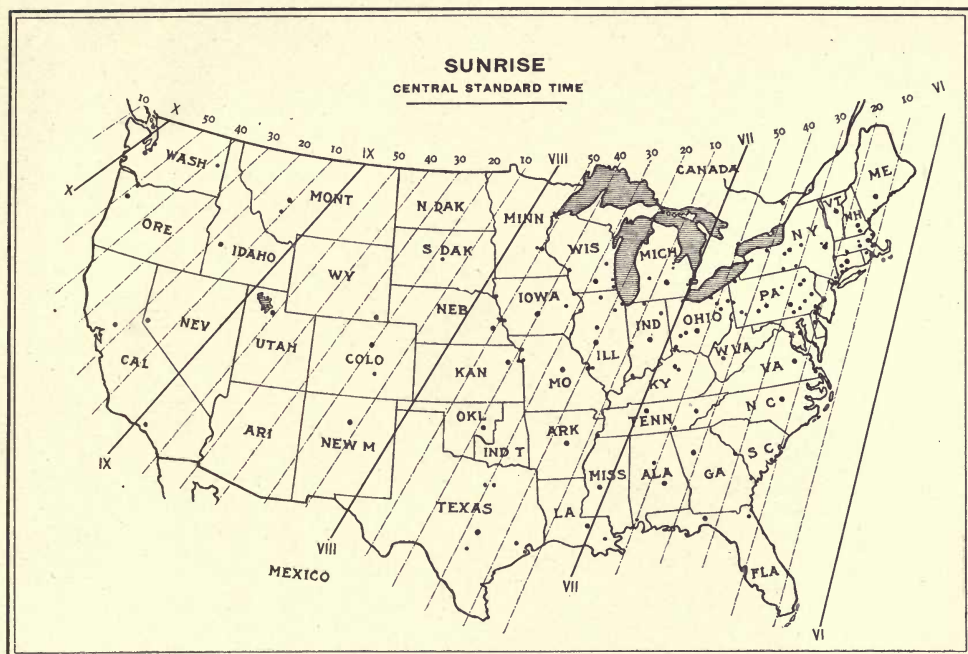 SUNRISE
CENTRAL STANDARD TIME
10 X 50 40 30 20 10 IX 50 40 30 20 10 VIII 50 40 30 20 10 VII 50 40 30 20 10 VI
X
WASH
MONT
N.DAK
MINN
CANADA
ME
VT
NH
ORE
IDAHO
WY
S DAK
WIS
MICH
N Y
NEV
NEB
IOWA
PA
CAL
UTAH
COLO
KAN
MO
ILL
IND
OHIO
W VA
VA
KY
IX
ARI
NEW M
OKL
IND T
ARK
TENN
N C
S C
TEXAS
LA
MISS
ALA
GA
VIII
MEXICO
VII
FLA
VI